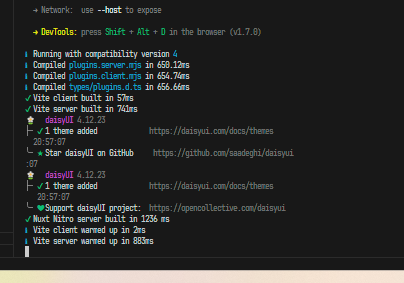 ➜ Network: use --host to expose
➜ DevTools: press Shift + Alt + D in the browser (v1.7.0)
ℹ Running with compatibility version 4
ℹ Compiled plugins.server.mjs in 650.12ms
ℹ Compiled plugins.client.mjs in 654.74ms
ℹ Compiled types/plugins.d.ts in 656.66ms
✔ Vite client built in 57ms
✔ Vite server built in 741ms
daisyUI 4.12.23
├─ ✔ 1 theme added https://daisyui.com/docs/themes
20:57:07
╰─ ★ Star daisyUI on GitHub https://github.com/saadeghi/daisyui
:07
daisyUI 4.12.23
├─ ✔ 1 theme added https://daisyui.com/docs/themes
20:57:07
╰─ ♥ Support daisyUI project: https://opencollective.com/daisyui
✔ Nuxt Nitro server built in 1236 ms
ℹ Vite client warmed up in 2ms
ℹ Vite server warmed up in 883ms